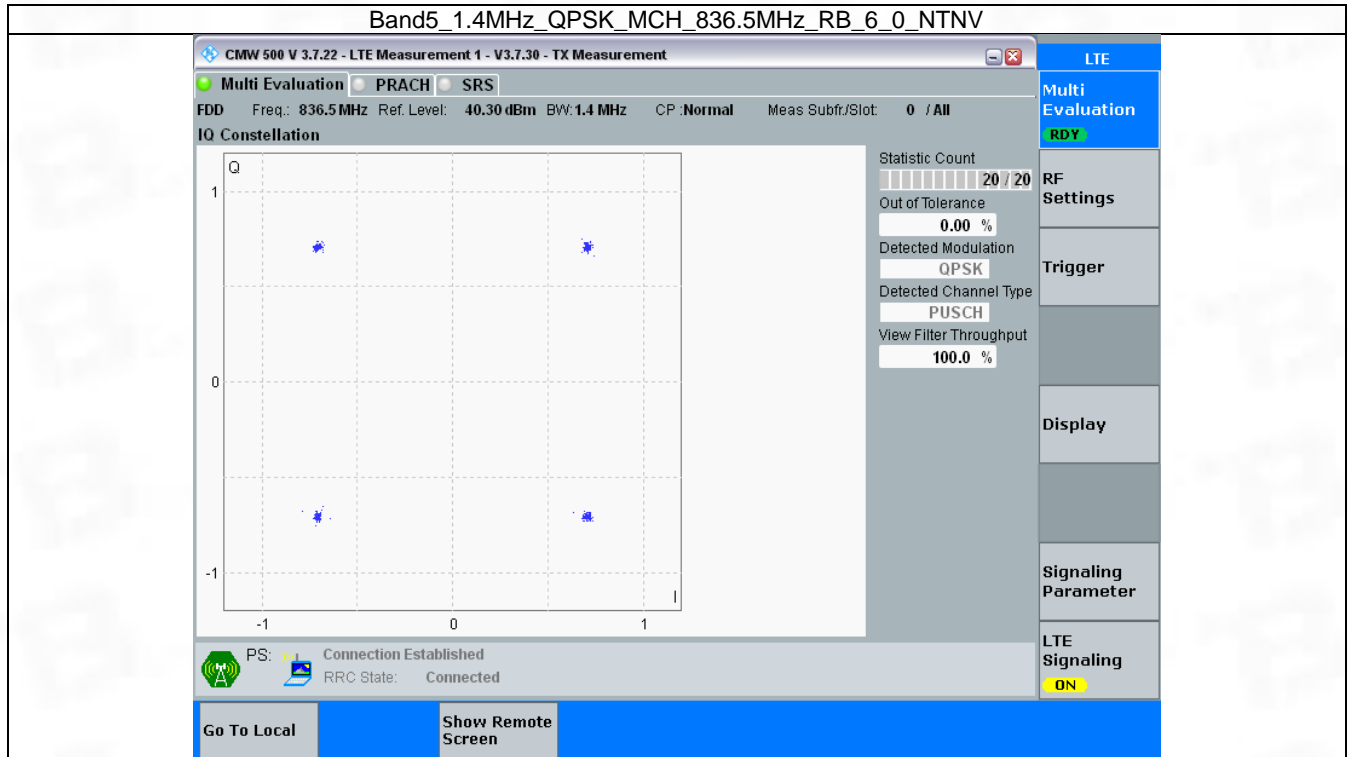 Band5_1.4MHz_QPSK_MCH_836.5MHz_RB_6_0_NTNV
CMW 500 V 3.7.22 - LTE Measurement 1 - V3.7.30 - TX Measurement
LTE
Multi Evaluation PRACH SRS
Multi
Evaluation
RDY
FDD Freq.: 836.5 MHz Ref. Level: 40.30 dBm BW: 1.4 MHz CP :Normal Meas Subfr./Slot: 0 / All
IQ Constellation
Q
1
0
-1
I
-1 0 1
Statistic Count
20 / 20
Out of Tolerance
0.00 %
Detected Modulation
QPSK
Detected Channel Type
PUSCH
View Filter Throughput
100.0 %
RF
Settings
Trigger
Display
Signaling
Parameter
LTE
Signaling
ON
PS: Connection Established
RRC State: Connected
Go To Local
Show Remote
Screen